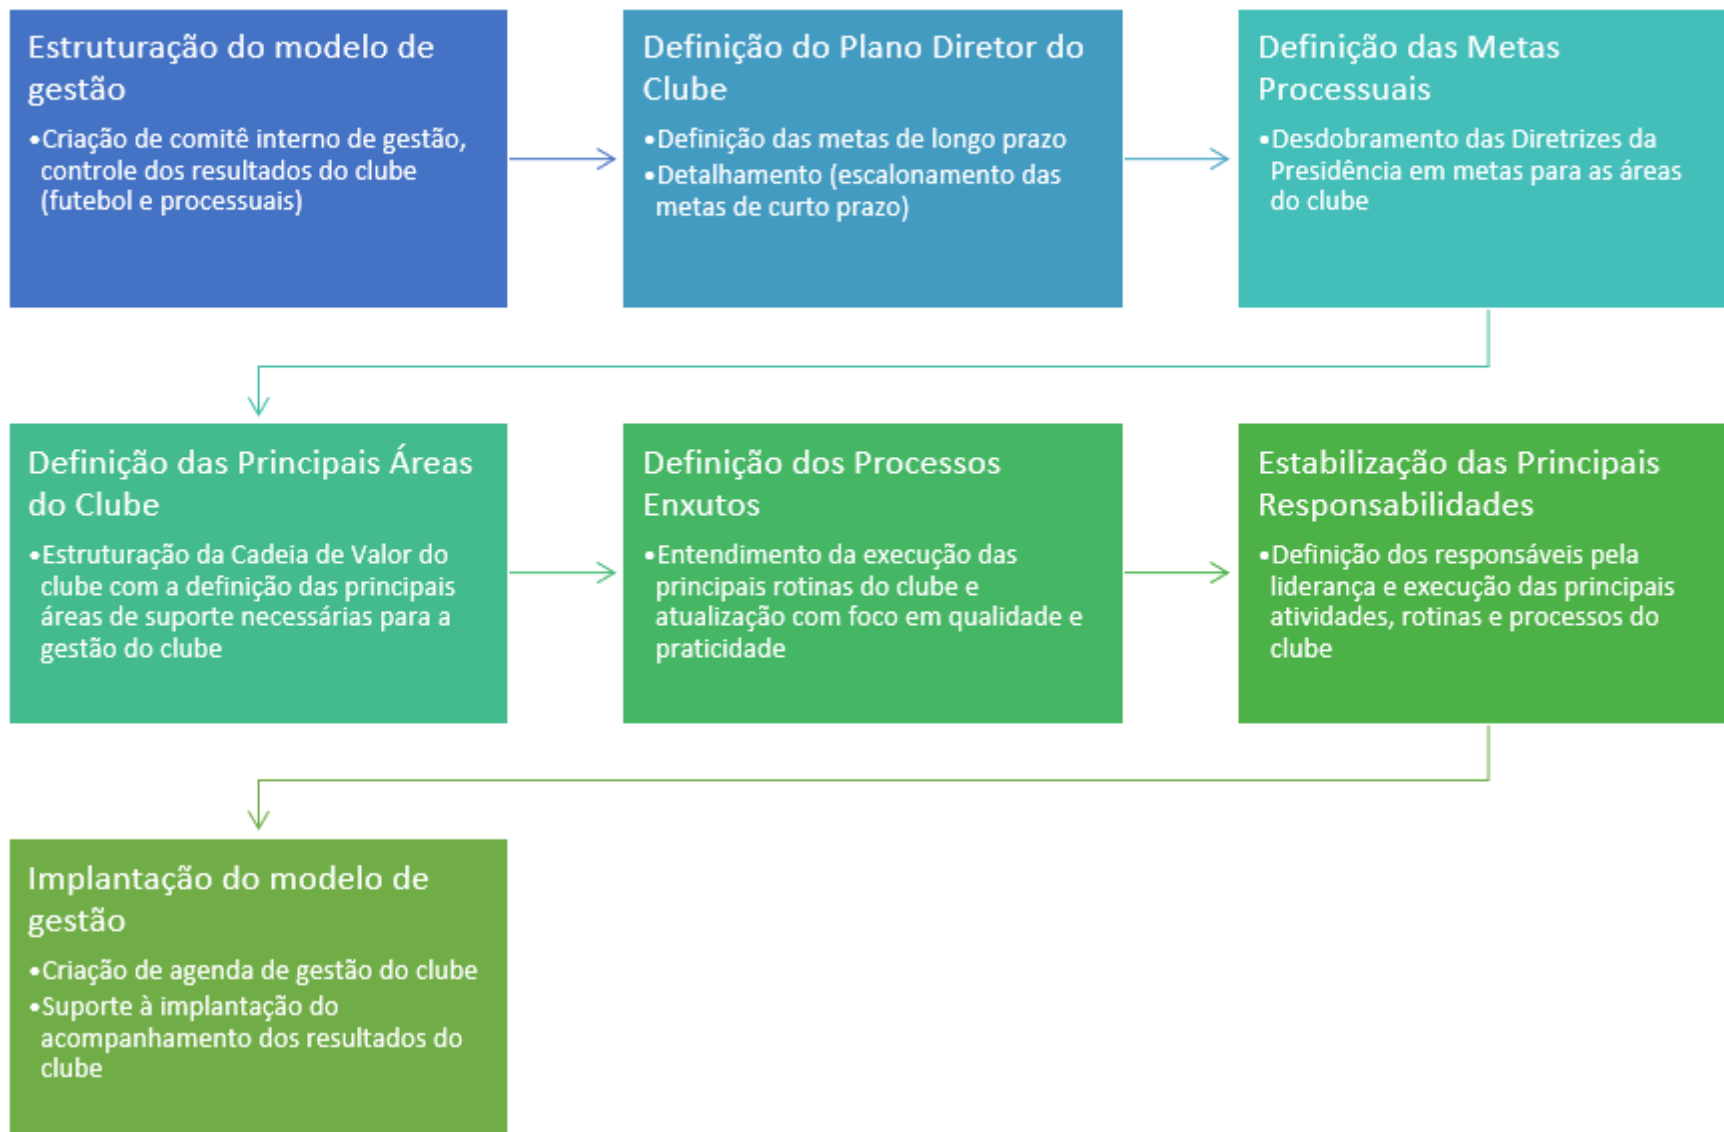 Estruturação do modelo de
gestão
•Criação de comitê interno de gestão,
controle dos resultados do clube
(futebol e processuais)
Definição do Plano Diretor do
Clube
•Definição das metas de longo prazo
•Detalhamento (escalonamento das
metas de curto prazo)
Definição das Metas
Processuais
•Desdobramento das Diretrizes da
Presidência em metas para as áreas
do clube
Definição das Principais Áreas
do Clube
•Estruturação da Cadeia de Valor do
clube com a definição das principais
áreas de suporte necessárias para a
gestão do clube
Definição dos Processos
Enxutos
•Entendimento da execução das
principais rotinas do clube e
atualização com foco em qualidade e
praticidade
Estabilização das Principais
Responsabilidades
•Definição dos responsáveis pela
liderança e execução das principais
atividades, rotinas e processos do
clube
Implantação do modelo de
gestão
•Criação de agenda de gestão do clube
•Suporte à implantação do
acompanhamento dos resultados do
clube